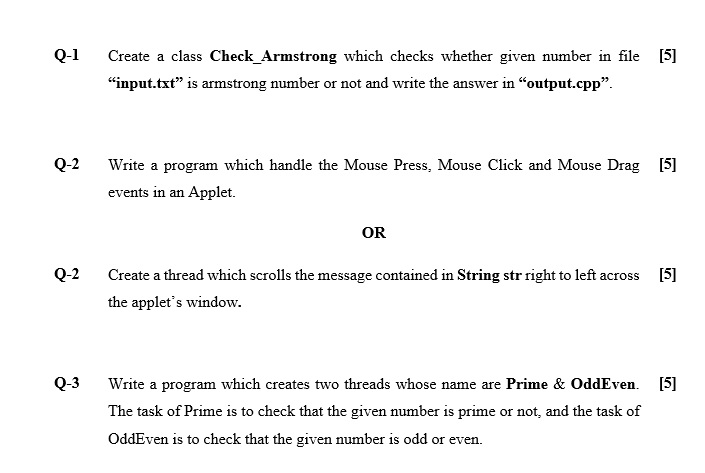 Q-1 Create a class Check_Armstrong which checks whether given number in file [5]
“input.txt” is armstrong number or not and write the answer in “output.cpp”.
Q-2 Write a program which handle the Mouse Press, Mouse Click and Mouse Drag [5]
events in an Applet.
OR
Q-2 Create a thread which scrolls the message contained in String str right to left across [5]
the applet’s window.
Q-3 Write a program which creates two threads whose name are Prime & OddEven. [5]
The task of Prime is to check that the given number is prime or not, and the task of
OddEven is to check that the given number is odd or even.